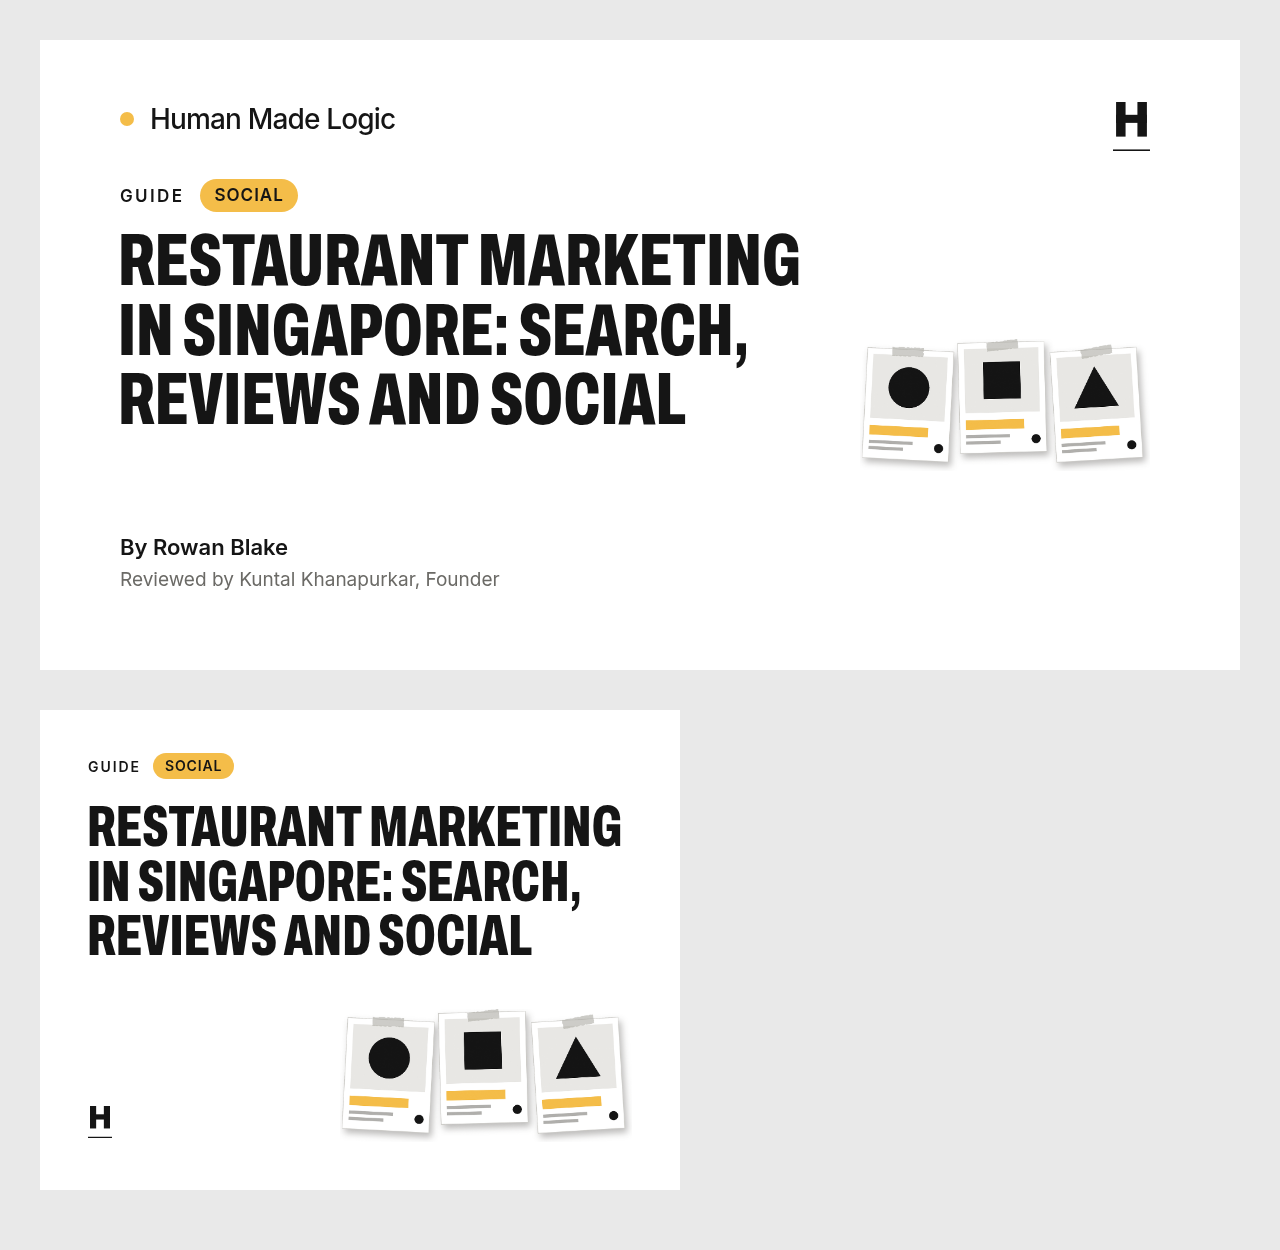 Human Made Logic
H
GUIDE SOCIAL
RESTAURANT MARKETING
IN SINGAPORE: SEARCH,
REVIEWS AND SOCIAL
By Rowan Blake
Reviewed by Kuntal Khanapurkar, Founder
GUIDE SOCIAL
RESTAURANT MARKETING
IN SINGAPORE: SEARCH,
REVIEWS AND SOCIAL
H